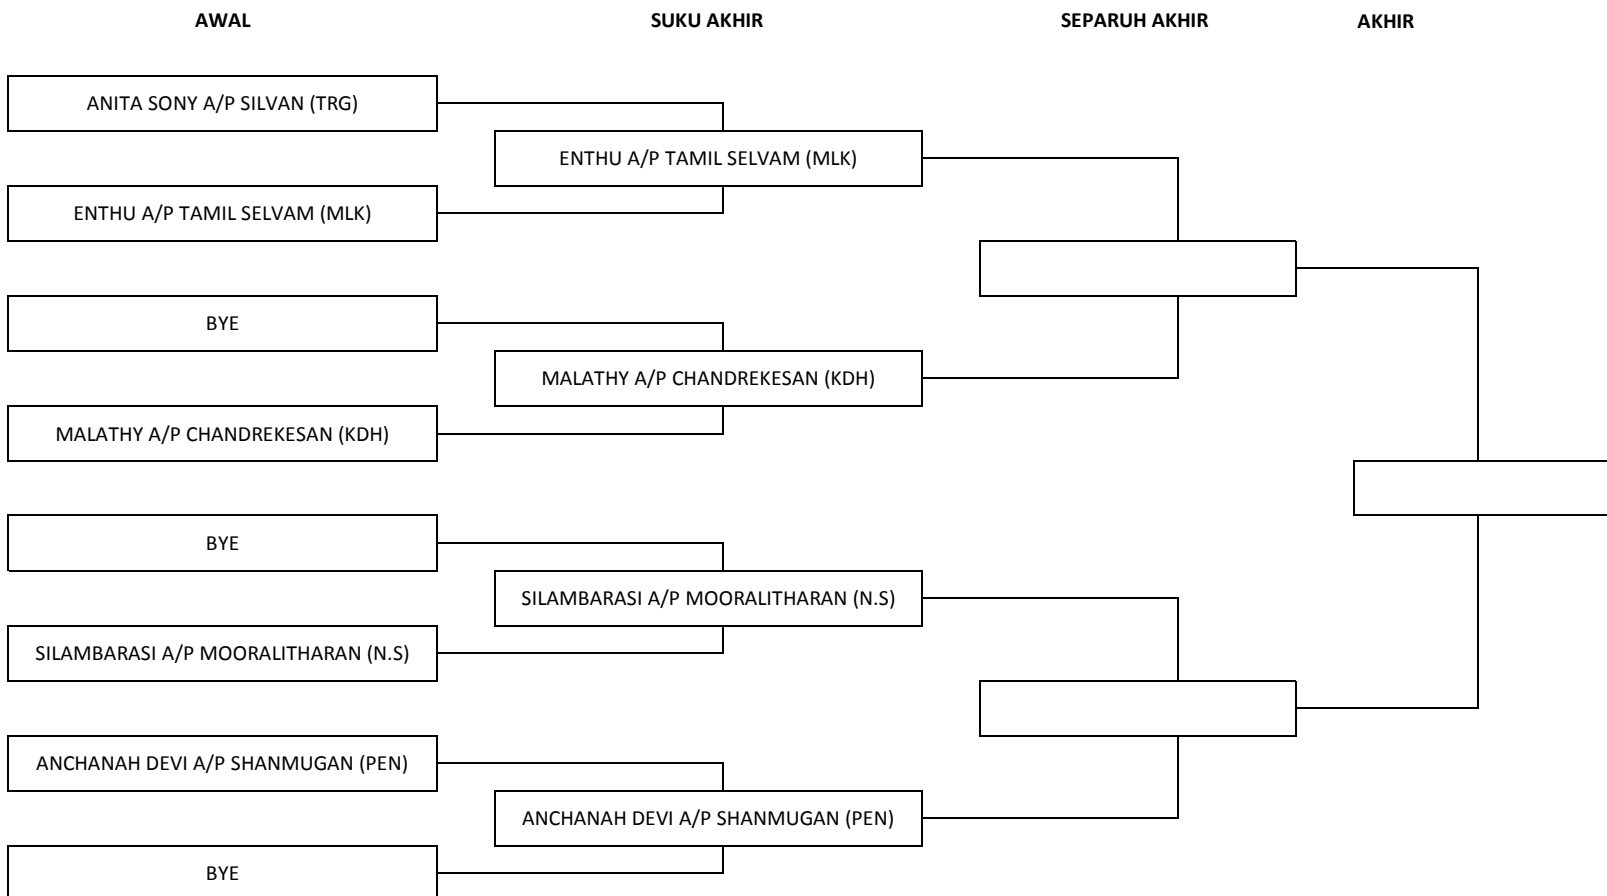 AWAL
SUKU AKHIR
SEPARUH AKHIR
AKHIR
ANITA SONY A/P SILVAN (TRG)
ENTHU A/P TAMIL SELVAM (MLK)
ENTHU A/P TAMIL SELVAM (MLK)
BYE
MALATHY A/P CHANDREKESAN (KDH)
MALATHY A/P CHANDREKESAN (KDH)
BYE
SILAMBARASI A/P MOORALITHARAN (N.S)
SILAMBARASI A/P MOORALITHARAN (N.S)
ANCHANAH DEVI A/P SHANMUGAN (PEN)
ANCHANAH DEVI A/P SHANMUGAN (PEN)
BYE